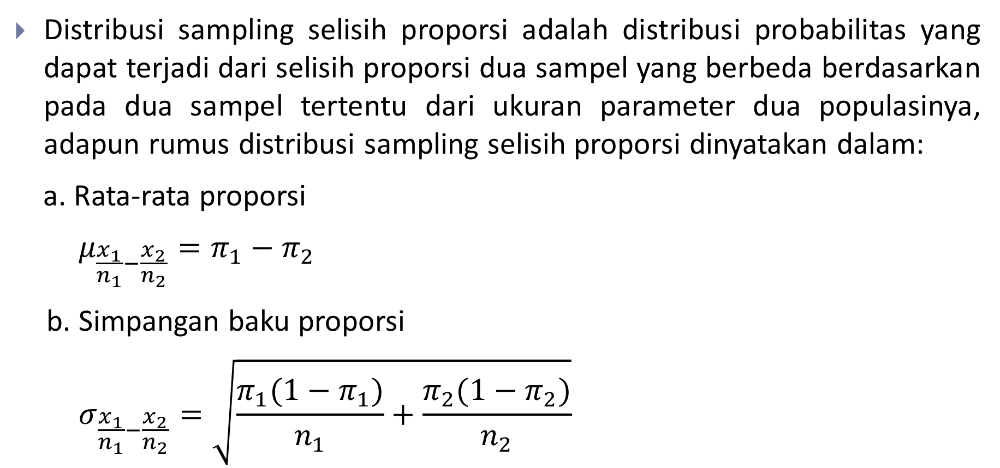 Distribusi sampling selisih proporsi adalah distribusi probabilitas yang
dapat terjadi dari selisih proporsi dua sampel yang berbeda berdasarkan
pada dua sampel tertentu dari ukuran parameter dua populasinya,
adapun rumus distribusi sampling selisih proporsi dinyatakan dalam:
a. Rata-rata proporsi
$\mu_{\frac{x_1}{n_1}-\frac{x_2}{n_2}} = \pi_1 - \pi_2$
b. Simpangan baku proporsi
$\sigma_{\frac{x_1}{n_1}-\frac{x_2}{n_2}} = \sqrt{\frac{\pi_1(1-\pi_1)}{n_1} + \frac{\pi_2(1-\pi_2)}{n_2}}$